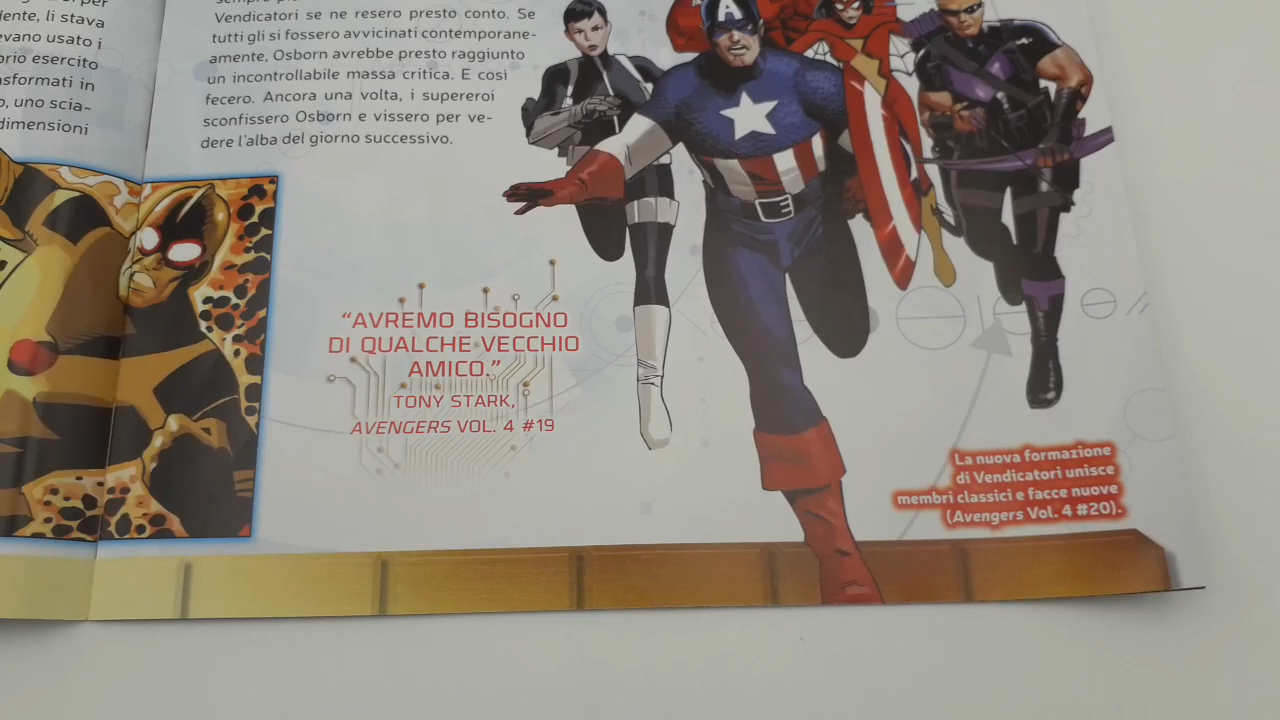 per
dente, li stava
evano usato i
orio esercito
asformati in
o, uno scia-
dimensioni
sempre più
Vendicatori se ne resero presto conto. Se
tutti gli si fossero avvicinati contemporane-
amente, Osborn avrebbe presto raggiunto
un incontrollabile massa critica. E così
fecero. Ancora una volta, i supereroi
sconfissero Osborn e vissero per ve-
dere l'alba del giorno successivo.
A
"AVREMO BISOGNO
DI QUALCHE VECCHIO
AMICO."
TONY STARK,
AVENGERS VOL. 4 #19
La nuova formazione
di Vendicatori unisce
membri classici e facce nuove
(Avengers Vol. 4 #20).